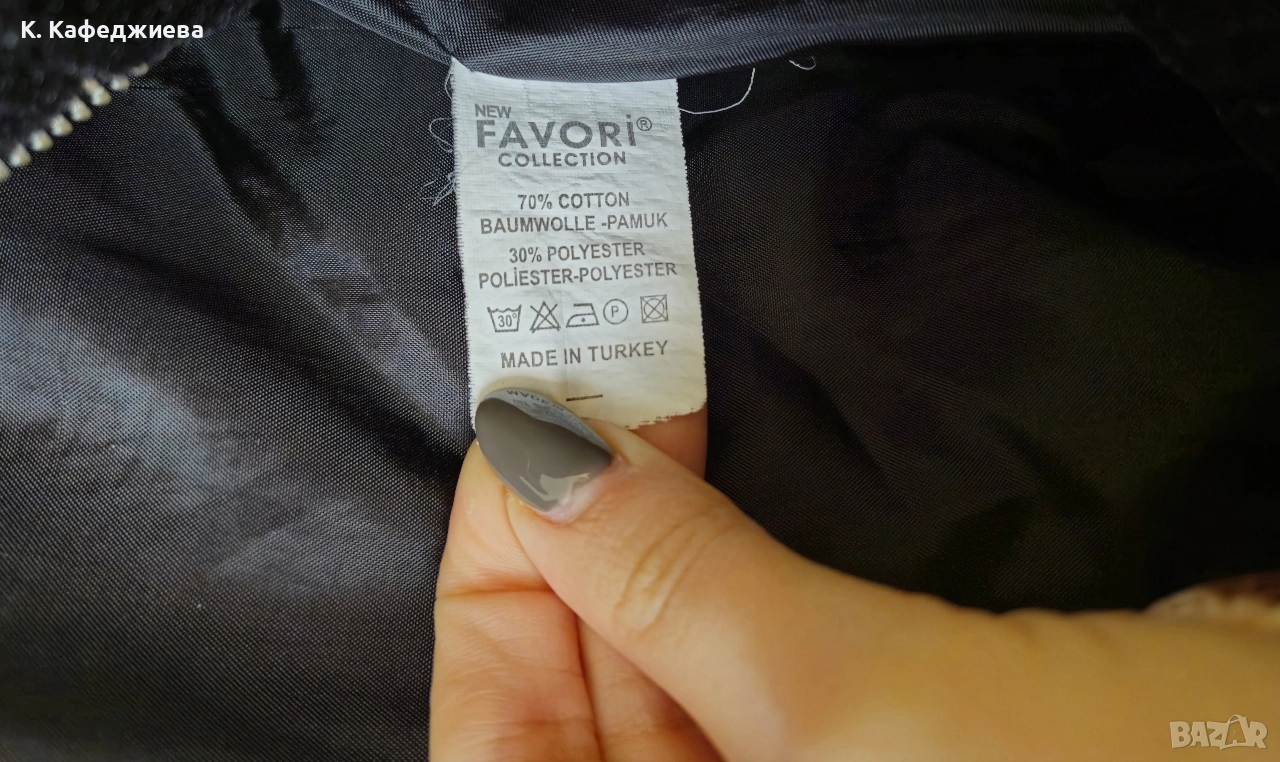 К. Кафеджиева
NEW
FAVORİ®
COLLECTION
70% COTTON
BAUMWOLLE -PAMUK
30% POLYESTER
POLİESTER-POLYESTER
30°
P
MADE IN TURKEY
BAZAR